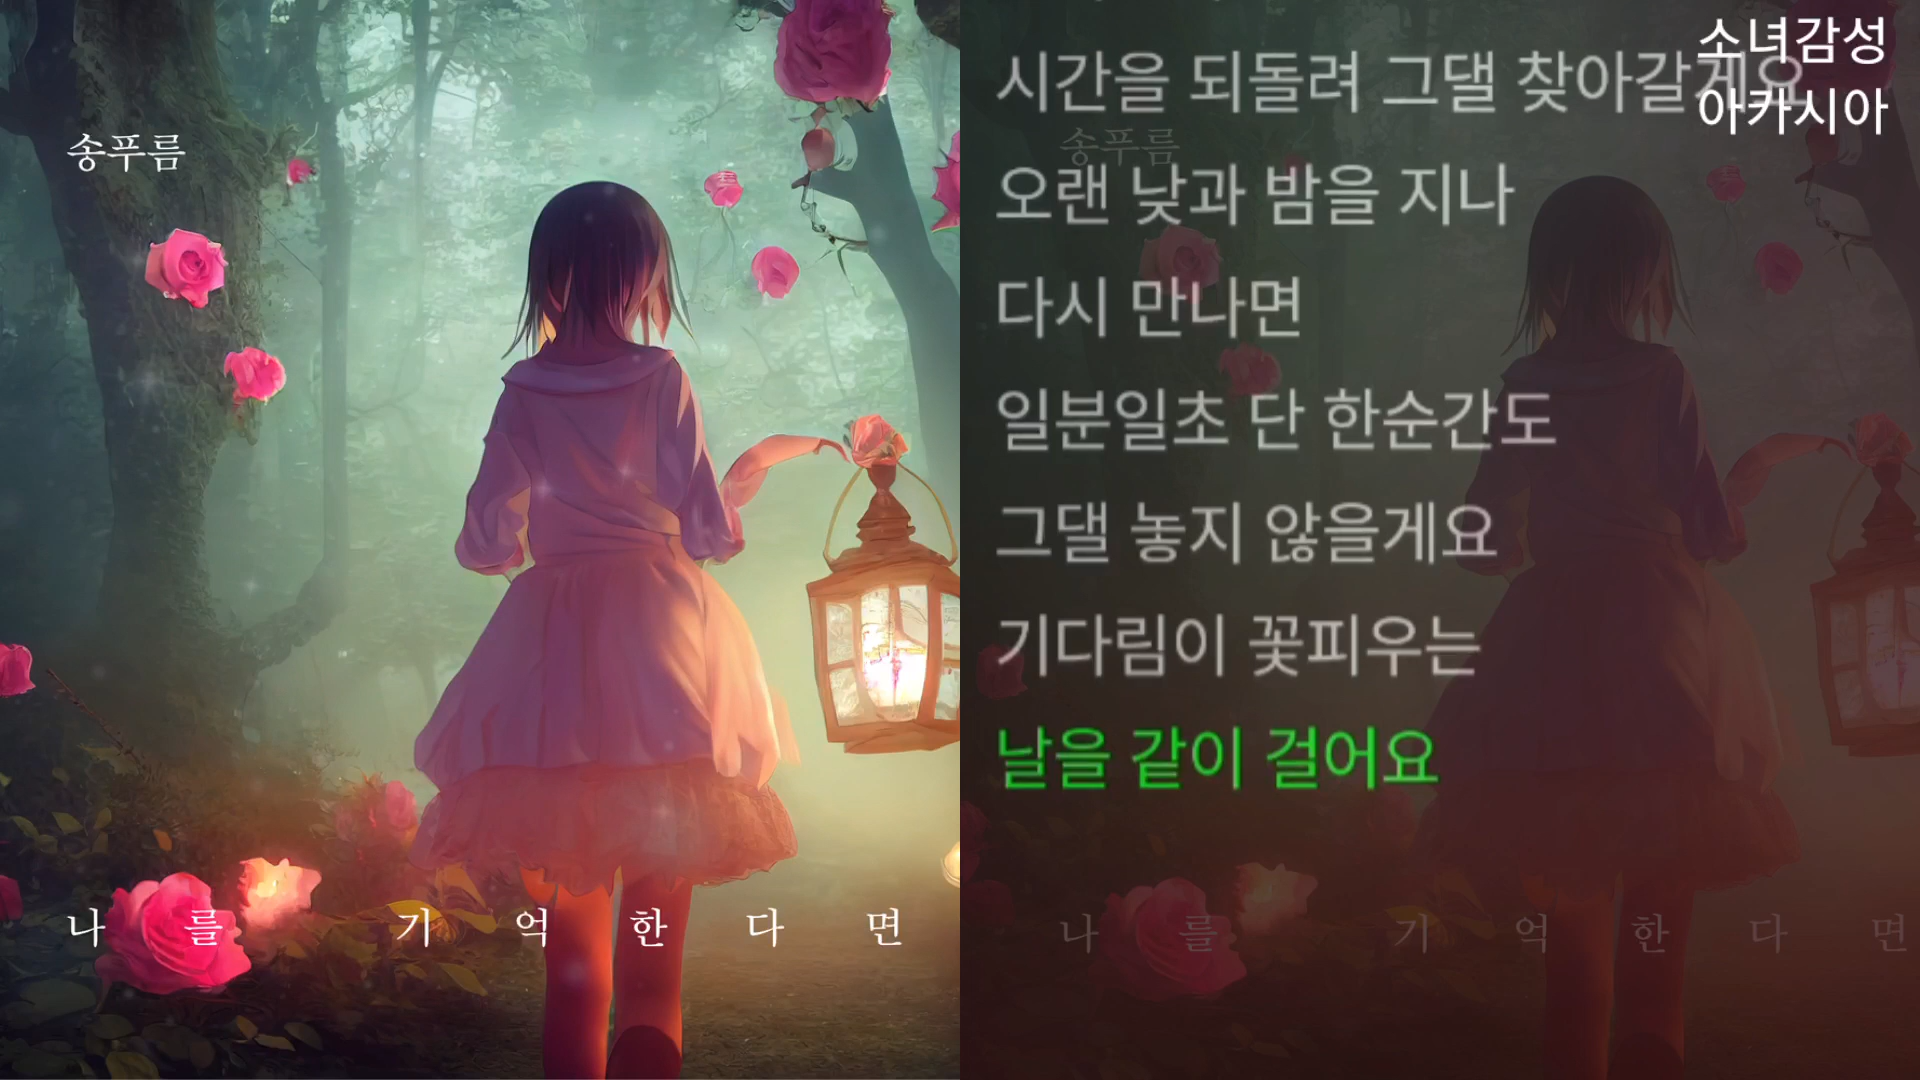 송푸름
나를 기억한다면
소녀감성
아카시아
시간을 되돌려 그댈 찾아갈게요
송푸름
오랜 낮과 밤을 지나
다시 만나면
일분일초 단 한순간도
그댈 놓지 않을게요
기다림이 꽃피우는
날을 같이 걸어요
나를 기억한다면